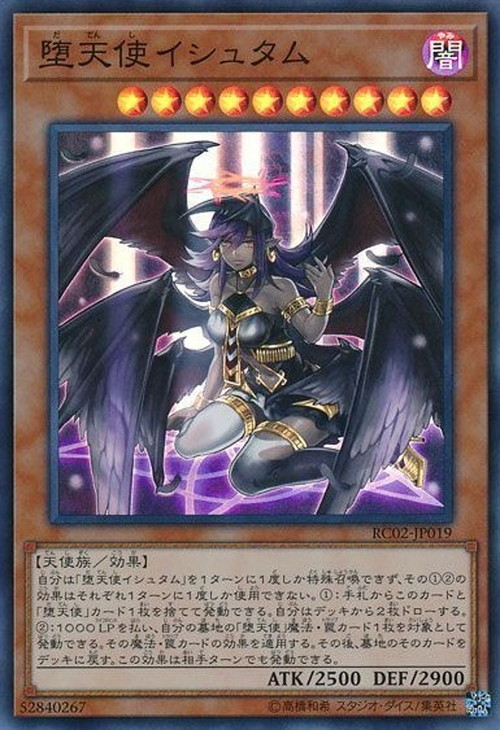 堕天使イシュタム
闇
RC02-JP019
【天使族／効果】
自分は「堕天使イシュタム」を１ターンに１度しか特殊召喚できず、その①②の
効果はそれぞれ１ターンに１度しか使用できない。①：手札からこのカードと
「堕天使」カード１枚を捨てて発動できる。自分はデッキから２枚ドローする。
②：1000LPを払い、自分の墓地の「堕天使」魔法・罠カード１枚を対象として
発動できる。その魔法・罠カードの効果を適用する。その後、墓地のそのカードを
デッキに戻す。この効果は相手ターンでも発動できる。
ATK/2500 DEF/2900
52840267
©高橋和希 スタジオ・ダイス/集英社